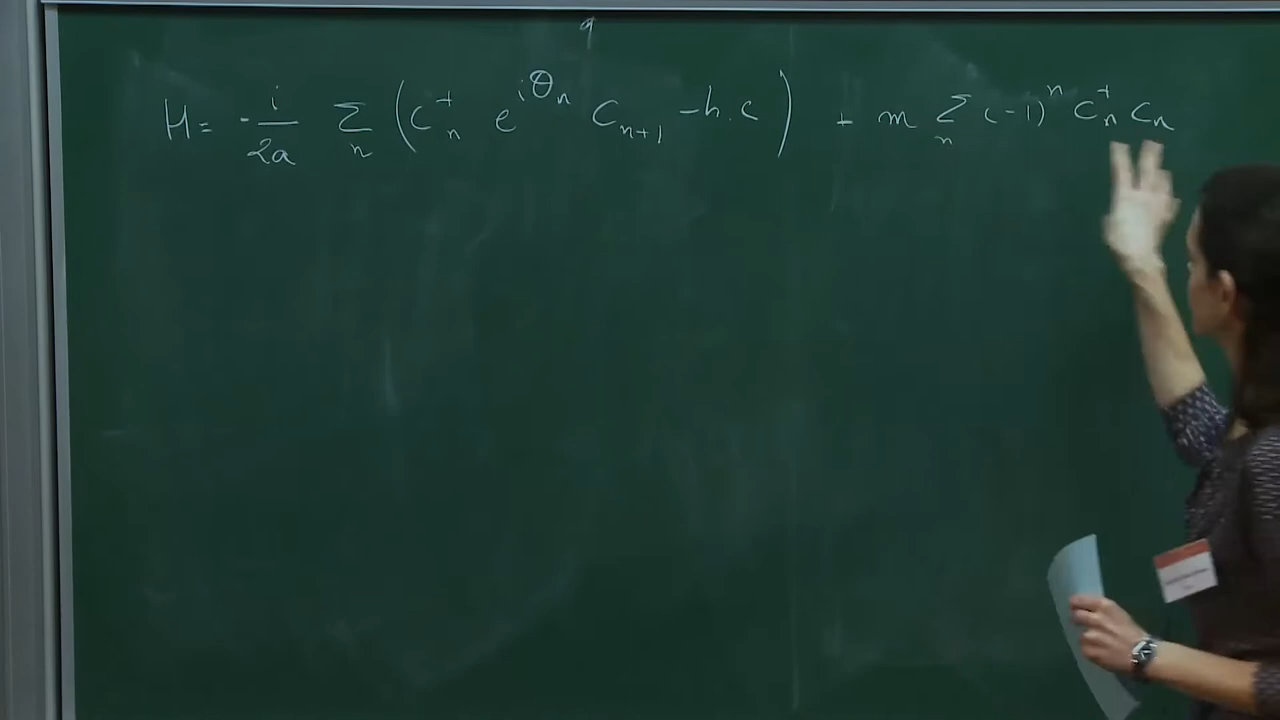 H = -i/2a Σ_n (C_n^† e^{iθ_n} C_{n+1} - h.c) + m Σ_n (-1)^n C_n^† C_n